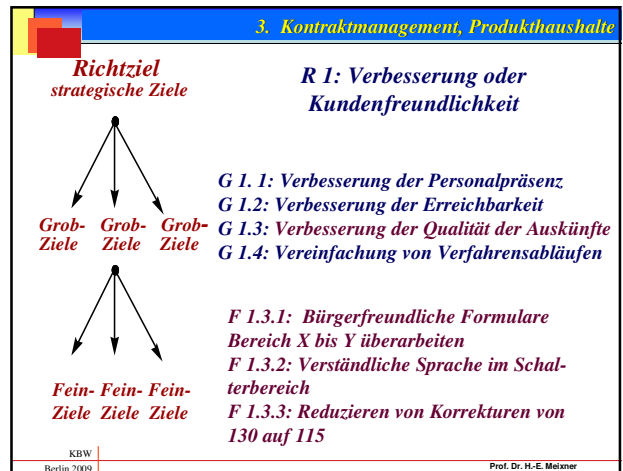 3. Kontraktmanagement, Produkthaushalte
Richtziel
strategische Ziele
R 1: Verbesserung oder
Kundenfreundlichkeit
G 1. 1: Verbesserung der Personalpräsenz
G 1.2: Verbesserung der Erreichbarkeit
G 1.3: Verbesserung der Qualität der Auskünfte
G 1.4: Vereinfachung von Verfahrensabläufen
Grob- Grob- Grob-
Ziele Ziele Ziele
F 1.3.1: Bürgerfreundliche Formulare
Bereich X bis Y überarbeiten
F 1.3.2: Verständliche Sprache im Schal-
terbereich
F 1.3.3: Reduzieren von Korrekturen von
130 auf 115
Fein- Fein- Fein-
Ziele Ziele Ziele
KBW
Berlin 2009
Prof. Dr. H.-E. Meixner